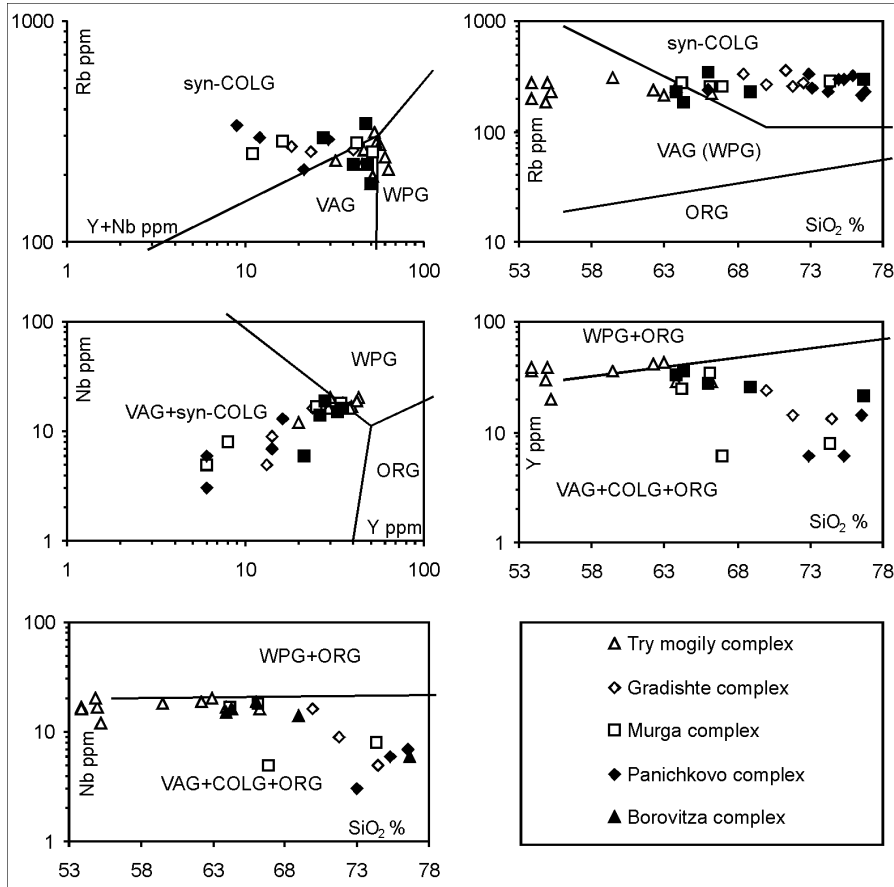 1000
Rb ppm
syn-COLG
100
VAG
WPG
Y+Nb ppm
1
10
100
1000
Rb ppm
syn-COLG
100
VAG (WPG)
ORG
10
SiO2 %
53
58
63
68
73
78
100
Nb ppm
WPG
VAG+syn-COLG
10
ORG
Y ppm
1
1
10
100
100
Y ppm
WPG+ORG
10
VAG+COLG+ORG
SiO2 %
1
53
58
63
68
73
78
100
Nb ppm
WPG+ORG
10
VAG+COLG+ORG
SiO2 %
1
53
58
63
68
73
78
Try mogily complex
Gradishte complex
Murga complex
Panichkovo complex
Borovitza complex